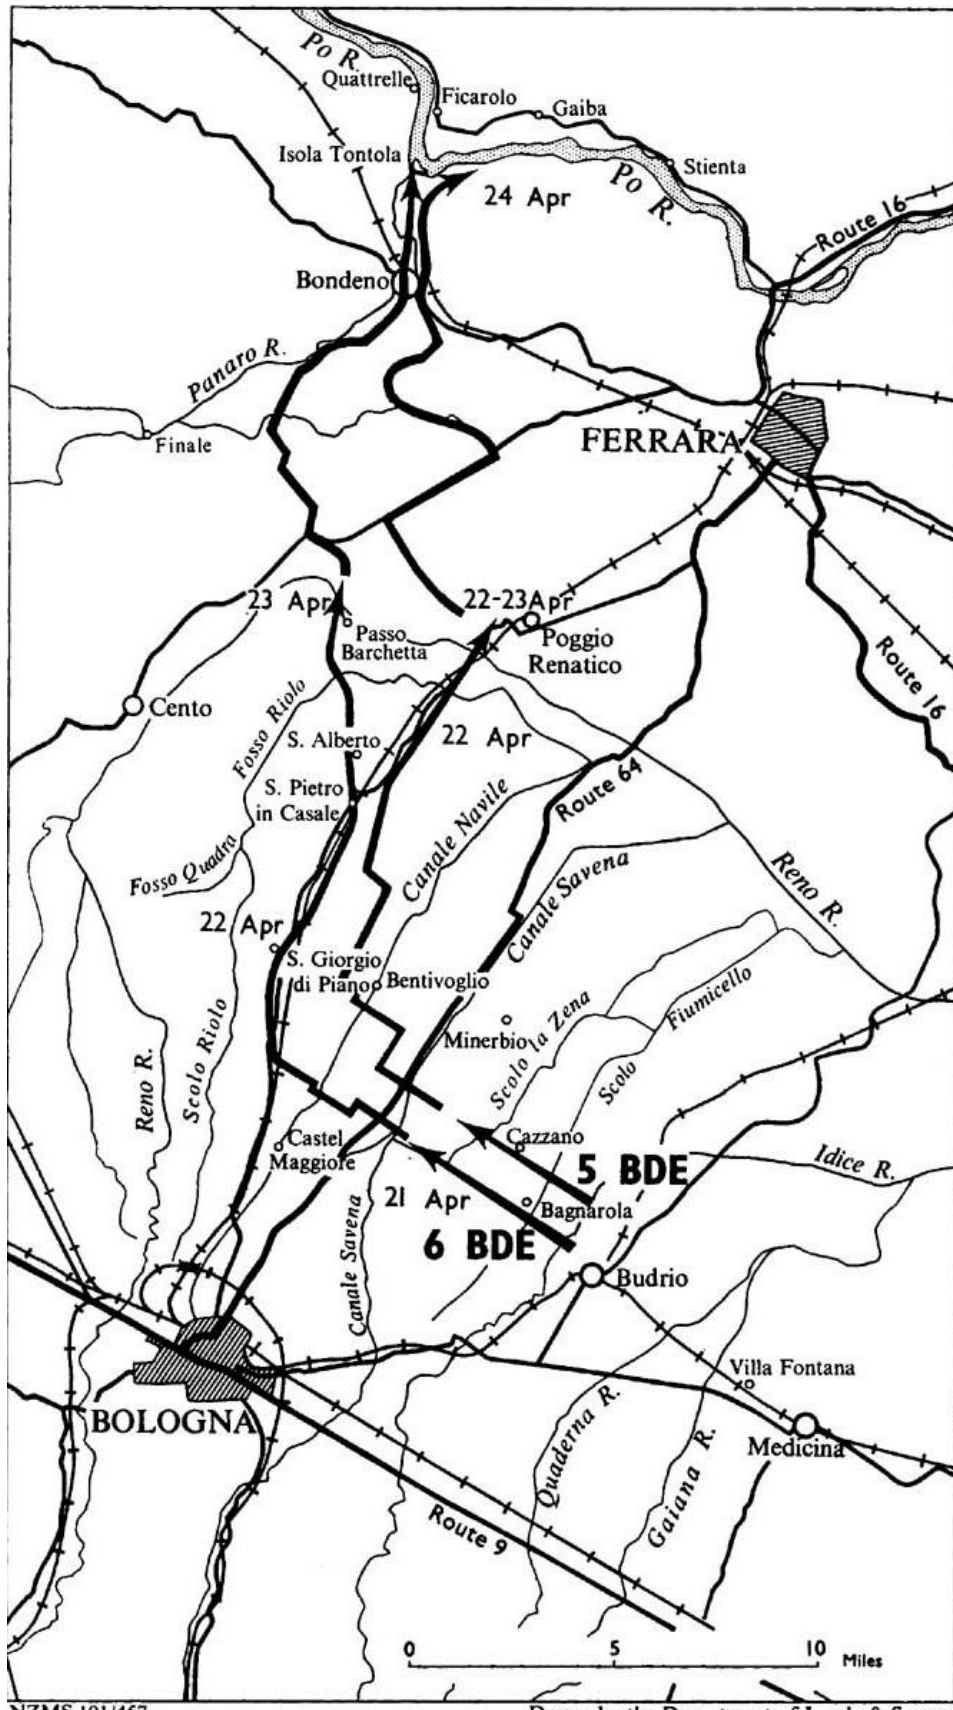 Po R.
Quattrelle
Ficarolo
Gaiba
Isola Tontola
Po R.
Stienta
24 Apr
Route 16
Bondeno
Panaro R.
Finale
FERRARA
23 Apr
22-23Apr
Passo
Barchetta
Poggio
Renatico
Route 16
Cento
Fosso Riolo
S. Alberto
22 Apr
Route 64
S. Pietro
in Casale
Canale Navile
Fosso Quadra
Canale Savena
Reno R.
22 Apr
S. Giorgio
di Piano
Bentivoglio
Minerbio
Scolo la Zena
Fiumicello
Scolo
Reno R.
Scolo Riolo
Castel
Maggiore
Cazzano
5 BDE
Idice R.
21 Apr
Bagnarola
6 BDE
Canale Savena
Budrio
Villa Fontana
BOLOGNA
Quaderna R.
Medicina
Gaiana R.
Route 9
0 5 10
Miles